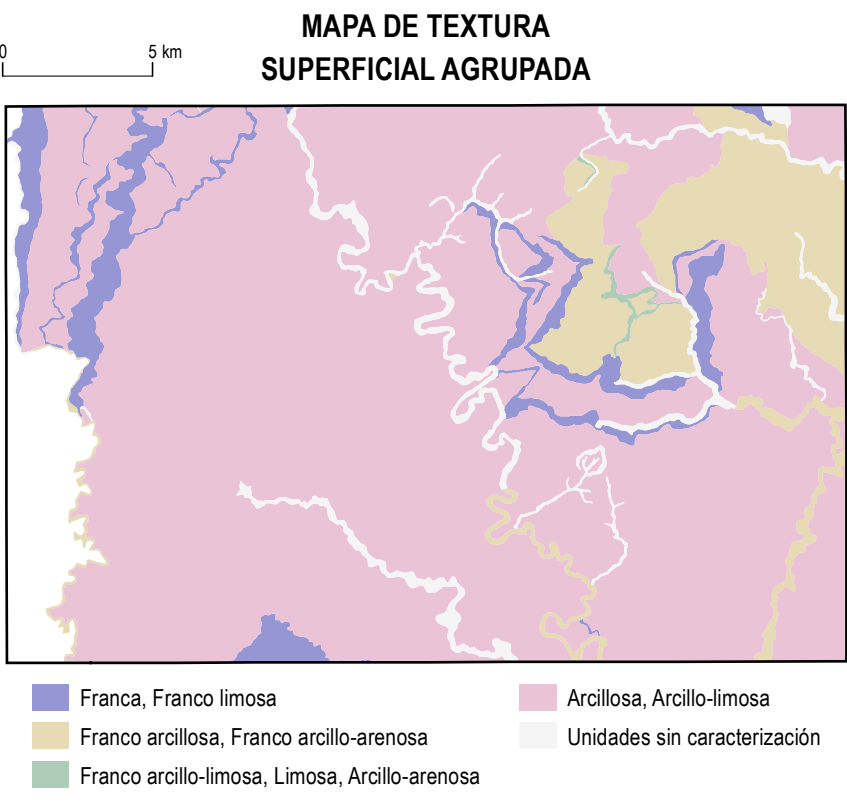 MAPA DE TEXTURA
SUPERFICIAL AGRUPADA
0 5 km
Franca, Franco limosa
Franco arcillosa, Franco arcillo-arenosa
Franco arcillo-limosa, Limosa, Arcillo-arenosa
Arcillosa, Arcillo-limosa
Unidades sin caracterización